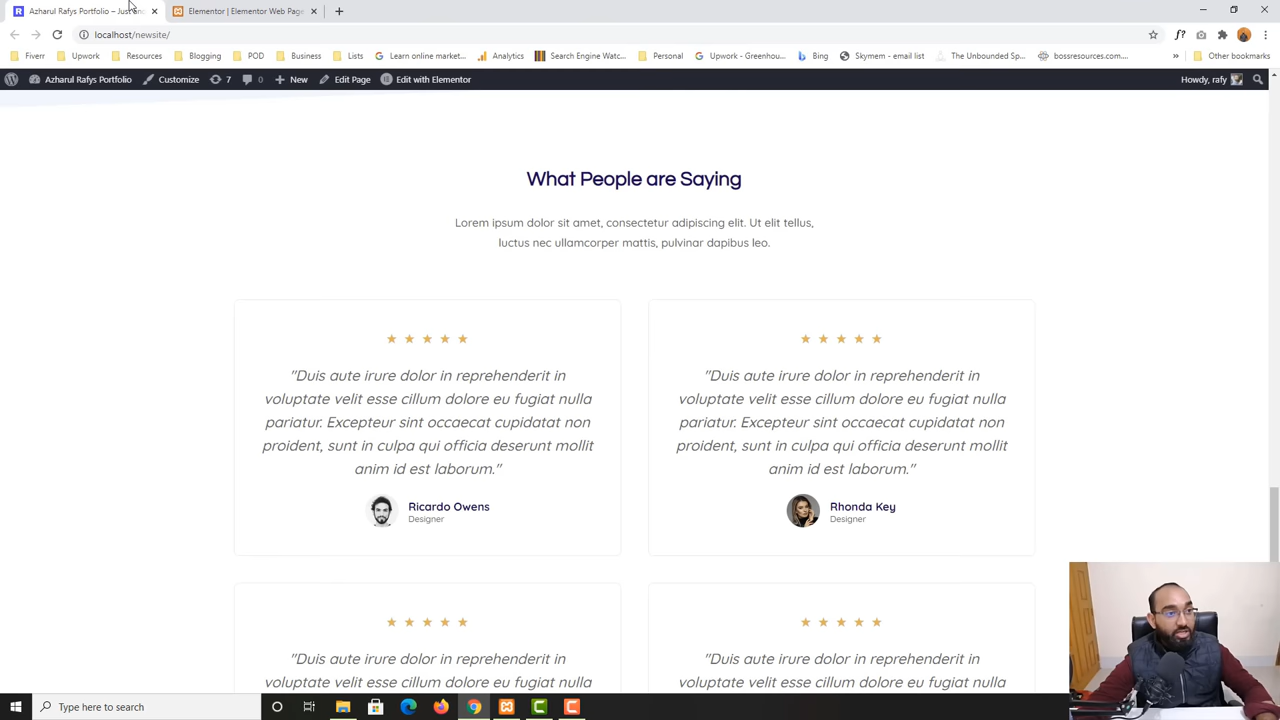 Azharul Rafys Portfolio – Just an
Elementor | Elementor Web Page
localhost/newsite/
Fiverr
Upwork
Resources
Blogging
POD
Business
Lists
Learn online market...
Analytics
Search Engine Watc...
Personal
Upwork - Greenhou...
Bing
Skymem - email list
The Unbounded Sp...
bossresources.com...
»
Other bookmarks
Azharul Rafys Portfolio
Customize
7
0
New
Edit Page
Edit with Elementor
Howdy, rafy
What People are Saying
Lorem ipsum dolor sit amet, consectetur adipiscing elit. Ut elit tellus,
luctus nec ullamcorper mattis, pulvinar dapibus leo.
"Duis aute irure dolor in reprehenderit in
voluptate velit esse cillum dolore eu fugiat nulla
pariatur. Excepteur sint occaecat cupidatat non
proident, sunt in culpa qui officia deserunt mollit
anim id est laborum."
Ricardo Owens
Designer
"Duis aute irure dolor in reprehenderit in
voluptate velit esse cillum dolore eu fugiat nulla
pariatur. Excepteur sint occaecat cupidatat non
proident, sunt in culpa qui officia deserunt mollit
anim id est laborum."
Rhonda Key
Designer
"Duis aute irure dolor in reprehenderit in
voluptate velit esse cillum dolore eu fugiat nulla
"Duis aute irure dolor in reprehenderit in
voluptate velit esse cillum dolore eu fugiat nulla
Type here to search